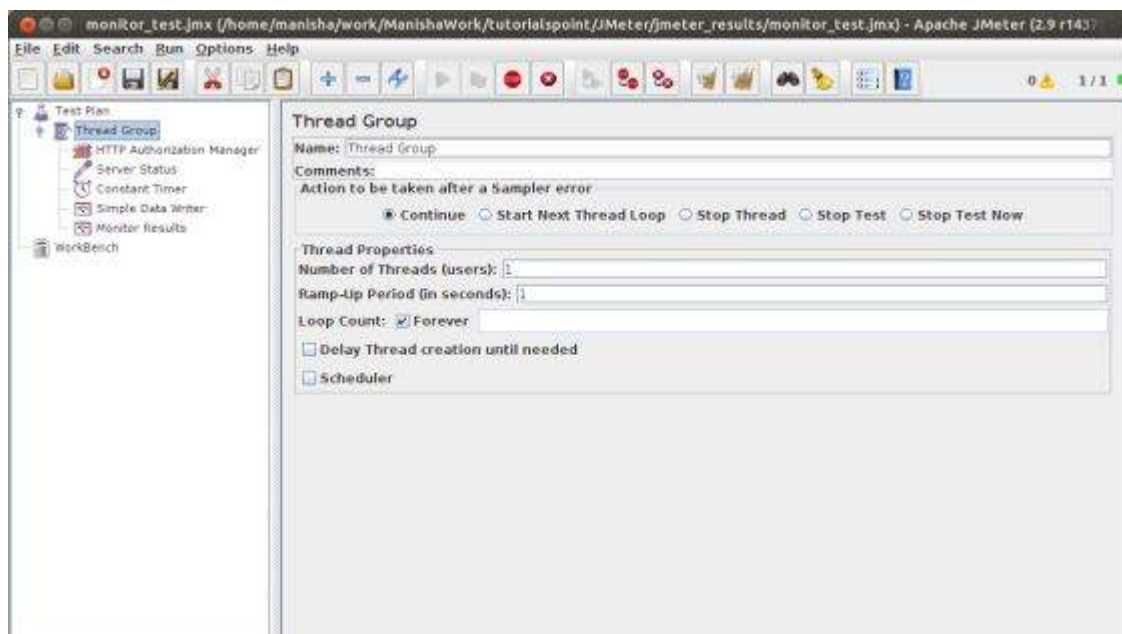 monitor_test.jmx (/home/manisha/work/ManishaWork/tutorialspoint/JMeter/jmeter_results/monitor_test.jmx) - Apache JMeter (2.9 r1437
File Edit Search Run Options Help
0 1/1
Test Plan
Thread Group
HTTP Authorization Manager
Server Status
Constant Timer
Simple Data Writer
Monitor Results
WorkBench
Thread Group
Name: Thread Group
Comments:
Action to be taken after a Sampler error
Continue Start Next Thread Loop Stop Thread Stop Test Stop Test Now
Thread Properties
Number of Threads (users): 1
Ramp-Up Period (in seconds): 1
Loop Count: Forever
Delay Thread creation until needed
Scheduler